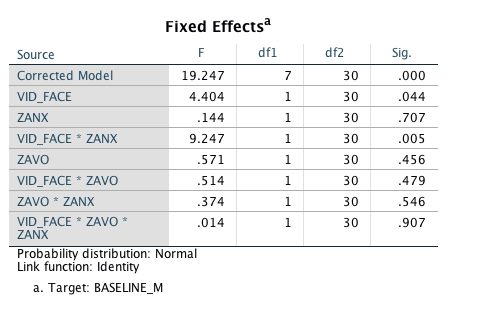 Fixed Effectsa
Source F df1 df2 Sig.
Corrected Model 19.247 7 30 .000
VID_FACE 4.404 1 30 .044
ZANX .144 1 30 .707
VID_FACE * ZANX 9.247 1 30 .005
ZAVO .571 1 30 .456
VID_FACE * ZAVO .514 1 30 .479
ZAVO * ZANX .374 1 30 .546
VID_FACE * ZAVO * .014 1 30 .907
ZANX
Probability distribution: Normal
Link function: Identity
a. Target: BASELINE_M